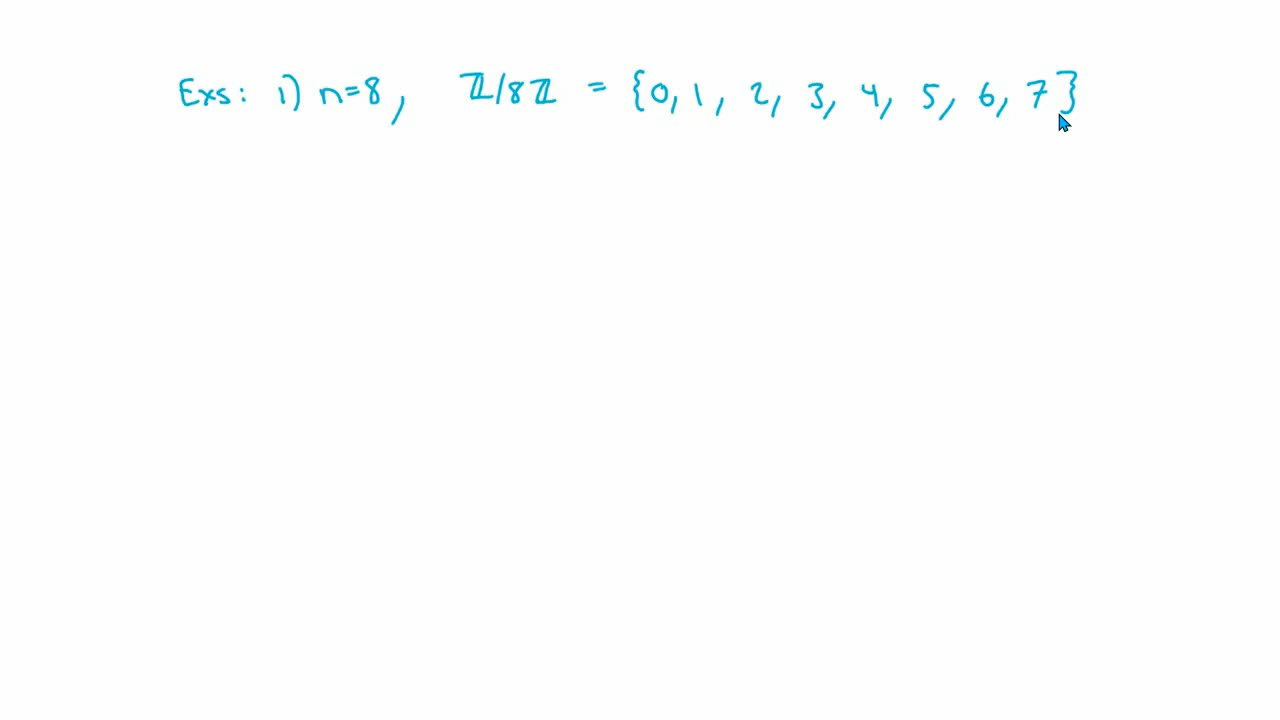 Exs: 1) n=8, ℤ/8ℤ = {0, 1, 2, 3, 4, 5, 6, 7}